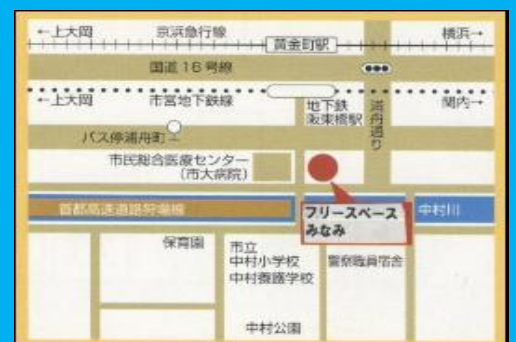 ←上大岡 京浜急行線 横浜→
黄金町駅
国道16号線
←上大岡 市営地下鉄線 関内→
地下鉄
阪東橋駅
浦舟通り
バス停浦舟町
市民総合医療センター
(市大病院)
首都高速道路狩場線
フリースペース
みなみ
中村川
保育園
市立
中村小学校
中村養護学校
警察職員宿舎
中村公園